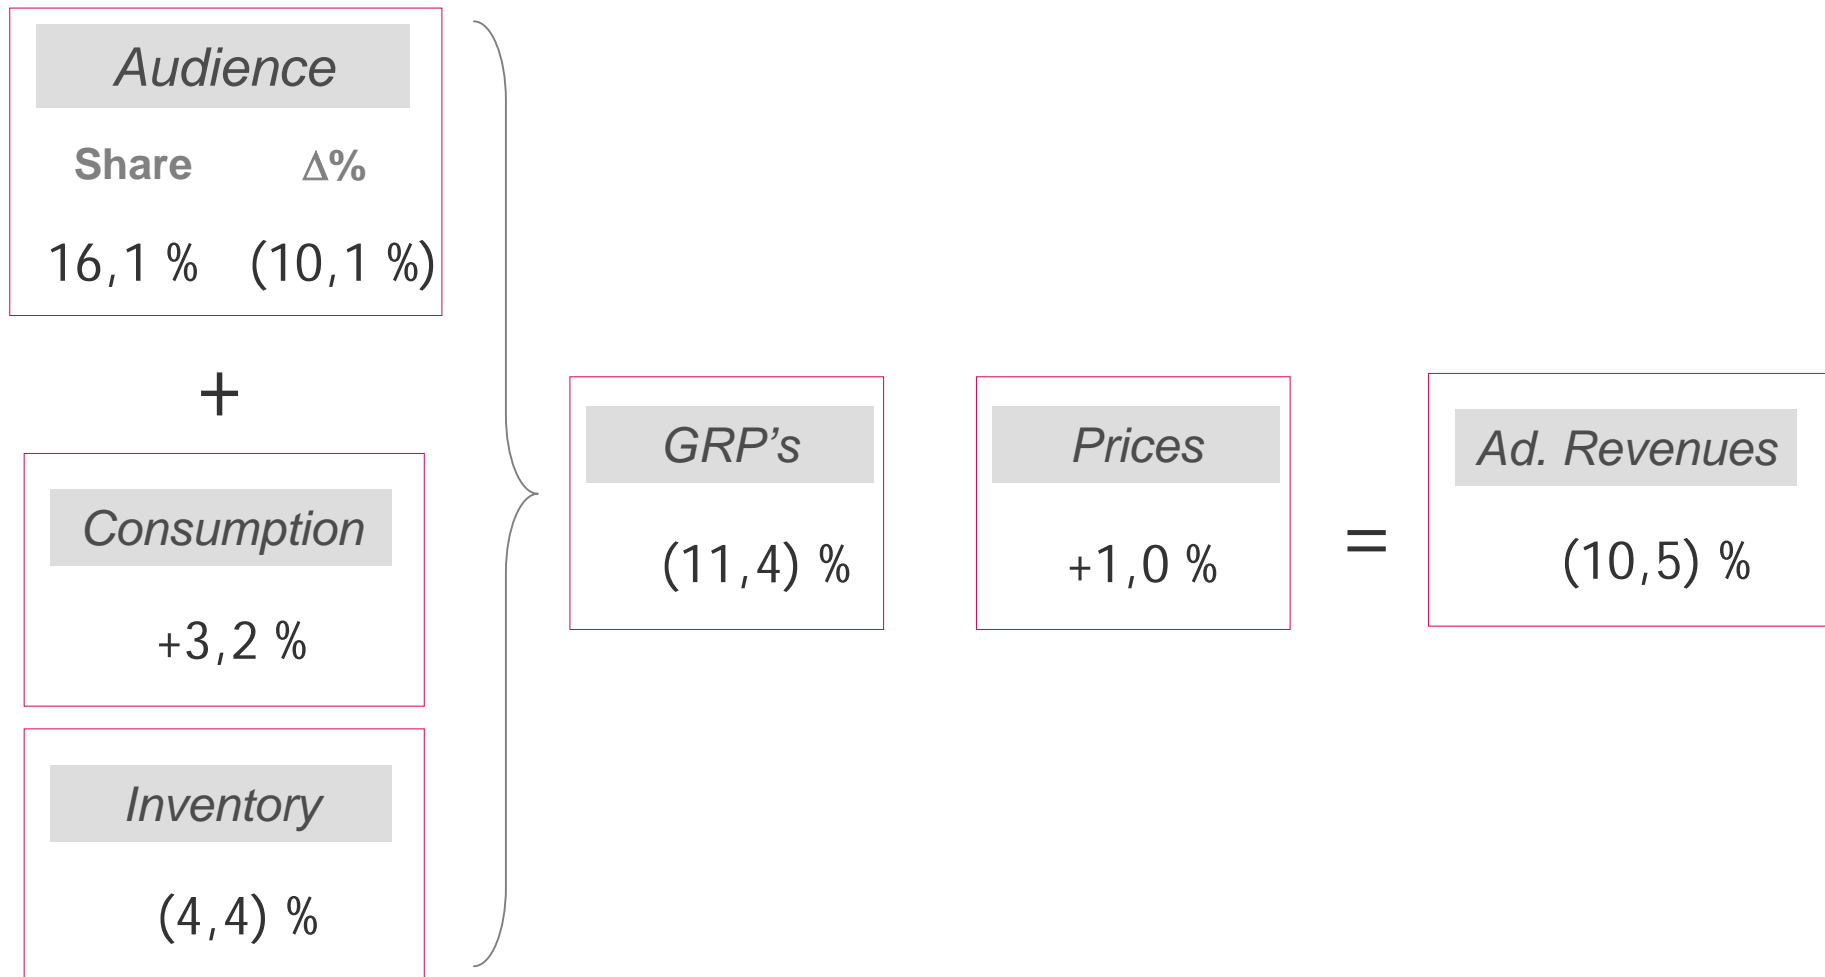 Audience
Share Δ%
16,1 % (10,1 %)
+
Consumption
+3,2 %
Inventory
(4,4) %
GRP’s
(11,4) %
Prices
+1,0 %
=
Ad. Revenues
(10,5) %